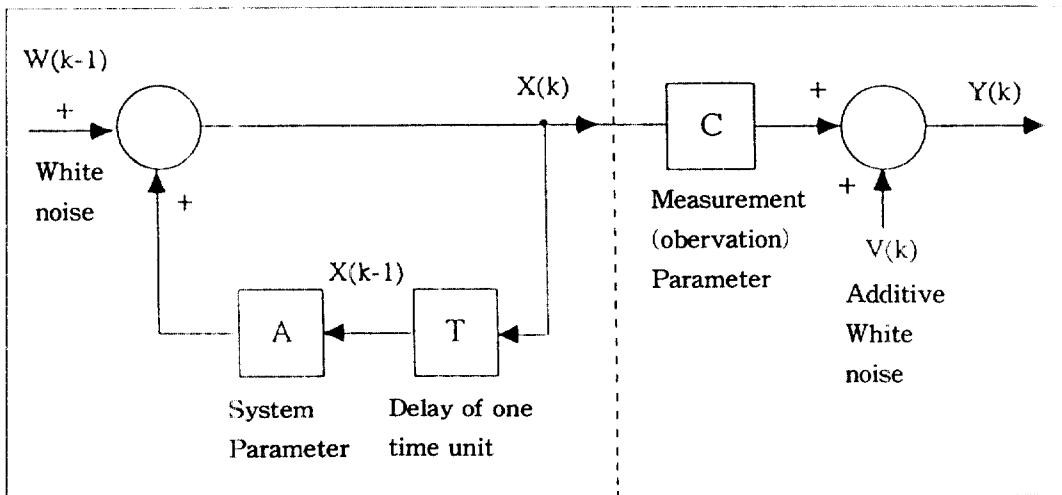 W(k-1)
+
White
noise
+
X(k)
X(k-1)
A
T
System
Parameter
Delay of one
time unit
C
Measurement
(obervation)
Parameter
+
+
Y(k)
V(k)
Additive
White
noise